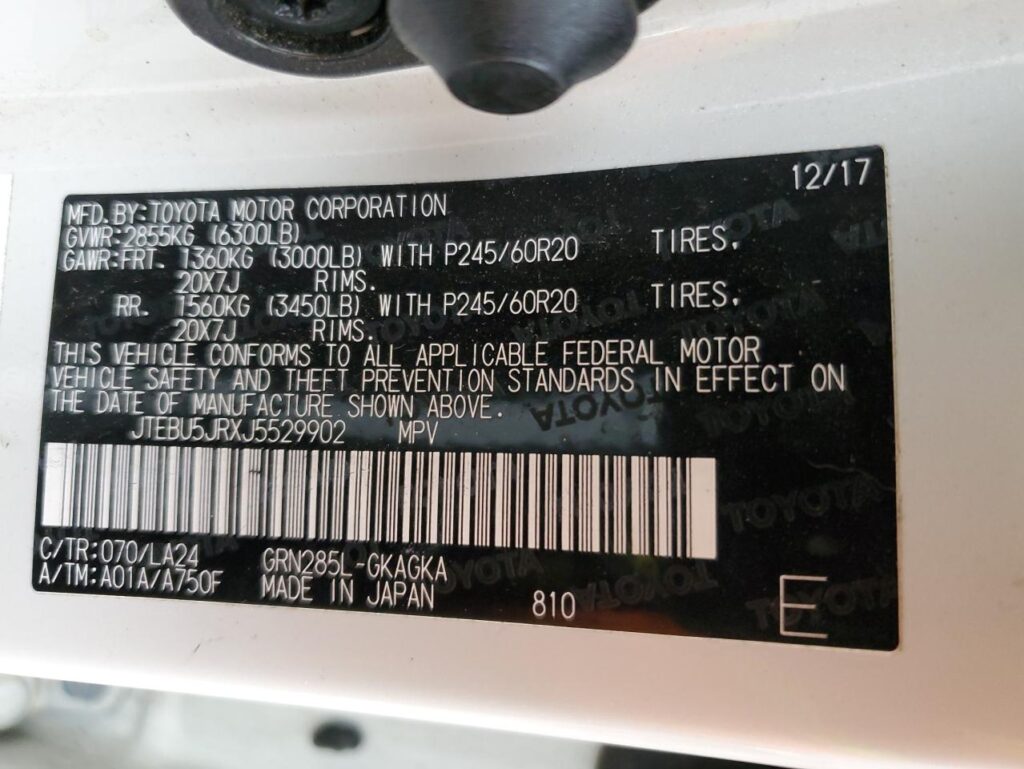 12/17
MFD.BY:TOYOTA MOTOR CORPORATION
GVWR:2855KG (6300LB)
GAWR:FRT. 1360KG (3000LB) WITH P245/60R20 TIRES,
20X7J RIMS.
RR. 1560KG (3450LB) WITH P245/60R20 TIRES,
20X7J RIMS.
THIS VEHICLE CONFORMS TO ALL APPLICABLE FEDERAL MOTOR
VEHICLE SAFETY AND THEFT PREVENTION STANDARDS IN EFFECT ON
THE DATE OF MANUFACTURE SHOWN ABOVE.
JTEBU5JRXJ5529902 MPV
C/TR:070/LA24 GRN285L-GKAGKA
A/TM:A01A/A750F MADE IN JAPAN 810 E